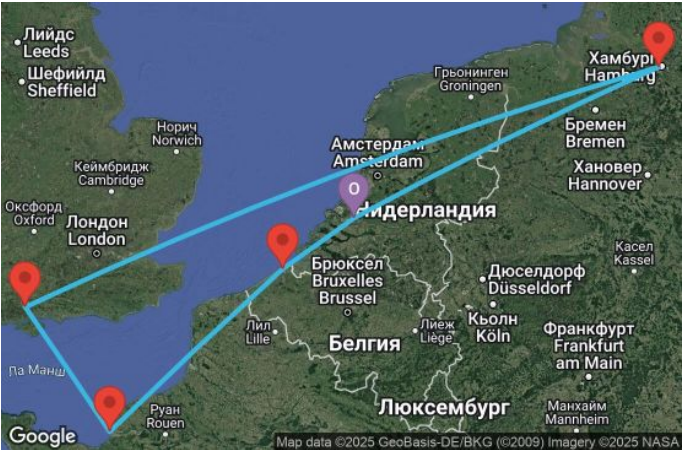 Лийдс
Leeds
Шефийлд
Sheffield
Хамбург
Hamburg
Грьонинген
Groningen
Бремен
Bremen
Норич
Norwich
Амстердам
Amsterdam
Кеймбридж
Cambridge
Хановер
Hannover
Оксфорд
Oxford
О
Нидерландия
Лондон
London
Касел
Kassel
Брюксел
Bruxelles
Brussel
Дюселдорф
Düsseldorf
Лил
Lille
Лиеж
Liège
Кьолн
Köln
Белгия
Франкфурт
Frankfurt
am Main
Ла Манш
Люксембург
Руан
Rouen
Манхайм
Mannheim
Google
Map data ©2025 GeoBasis-DE/BKG (©2009) Imagery ©2025 NASA